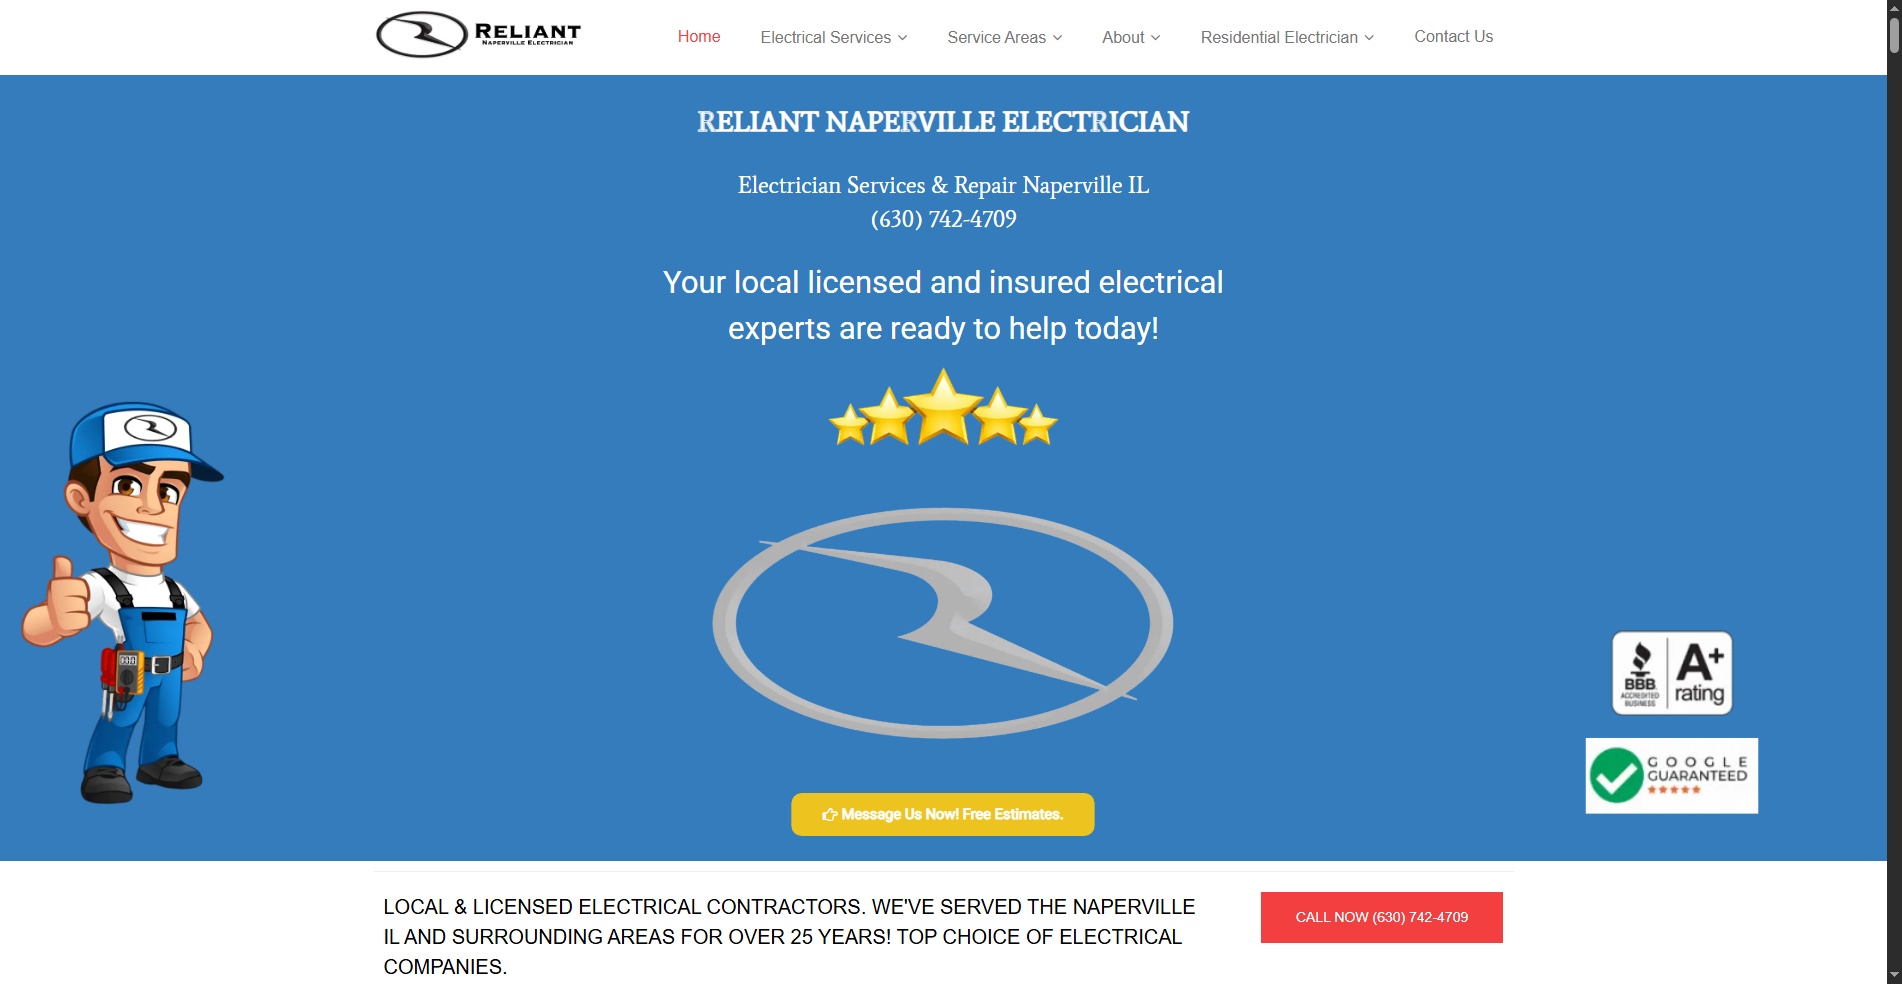 RELIANT
NAPERVILLE ELECTRICIAN
Home
Electrical Services
Service Areas
About
Residential Electrician
Contact Us
RELIANT NAPERVILLE ELECTRICIAN
Electrician Services & Repair Naperville IL
(630) 742-4709
Your local licensed and insured electrical
experts are ready to help today!
BBB
ACCREDITED
BUSINESS
A+
rating
GOOGLE
GUARANTEED
Message Us Now! Free Estimates.
LOCAL & LICENSED ELECTRICAL CONTRACTORS. WE'VE SERVED THE NAPERVILLE
IL AND SURROUNDING AREAS FOR OVER 25 YEARS! TOP CHOICE OF ELECTRICAL
COMPANIES.
CALL NOW (630) 742-4709